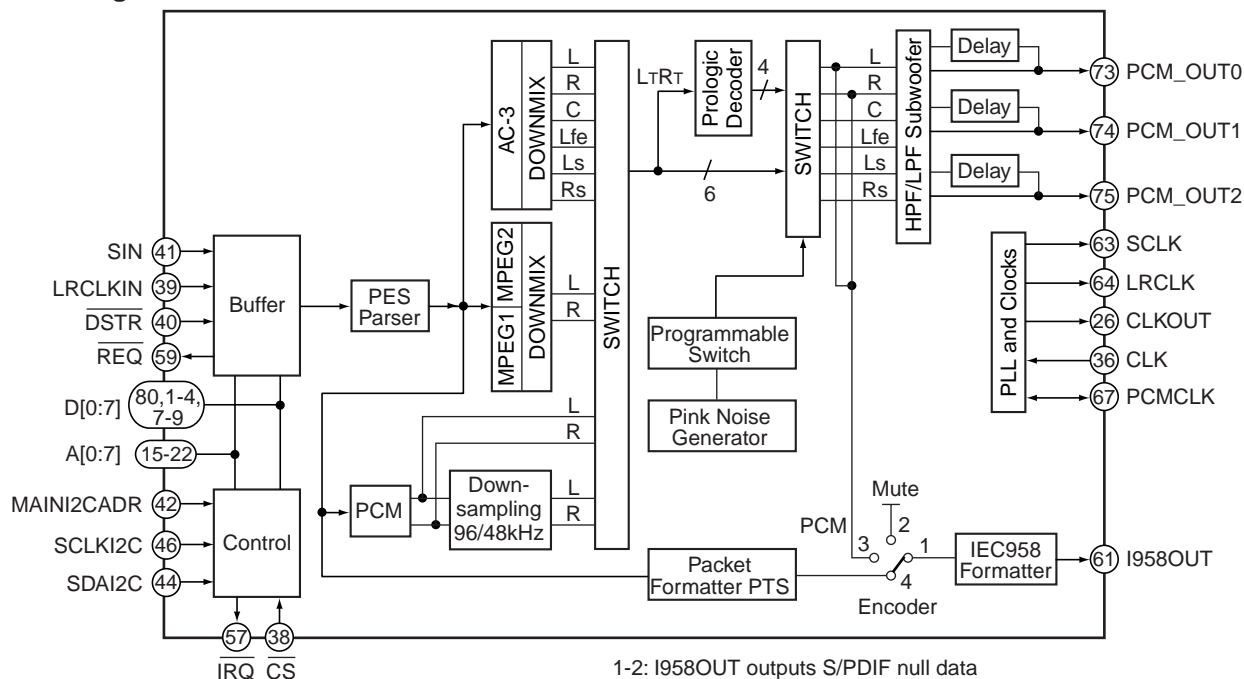 AC-3
DOWNMIX
L
R
C
Lfe
Ls
Rs
MPEG1 MPEG2
DOWNMIX
L
R
L
R
L
R
SWITCH
LTRT
Prologic
Decoder
4
6
SWITCH
L
R
C
Lfe
Ls
Rs
HPF/LPF Subwoofer
Delay
Delay
Delay
73 PCM_OUT0
74 PCM_OUT1
75 PCM_OUT2
SIN 41
LRCLKIN 39
DSTR 40
REQ 59
D[0:7] 80,1-4,
7-9
A[0:7] 15-22
MAINI2CADR 42
SCLKI2C 46
SDAI2C 44
Buffer
Control
57
IRQ
38
CS
PES
Parser
PCM
Down-
sampling
96/48kHz
Programmable
Switch
Pink Noise
Generator
PLL and Clocks
63 SCLK
64 LRCLK
26 CLKOUT
36 CLK
67 PCMCLK
Packet
Formatter PTS
Mute
PCM
2
3
1
4
Encoder
IEC958
Formatter
61 I958OUT
1-2: I958OUT outputs S/PDIF null data